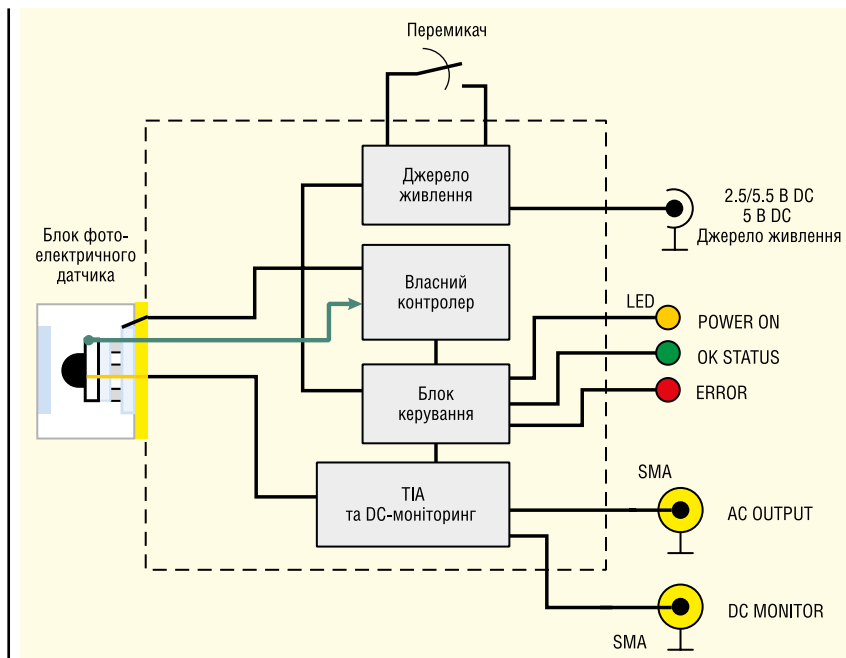 Перемикач
Джерело
живлення
2.5/5.5 В DC
5 В DC
Джерело живлення
Блок фото-
електричного
датчика
Власний
контролер
LED
POWER ON
OK STATUS
ERROR
Блок
керування
TIA
та DC-моніторинг
SMA
AC OUTPUT
DC MONITOR
SMA